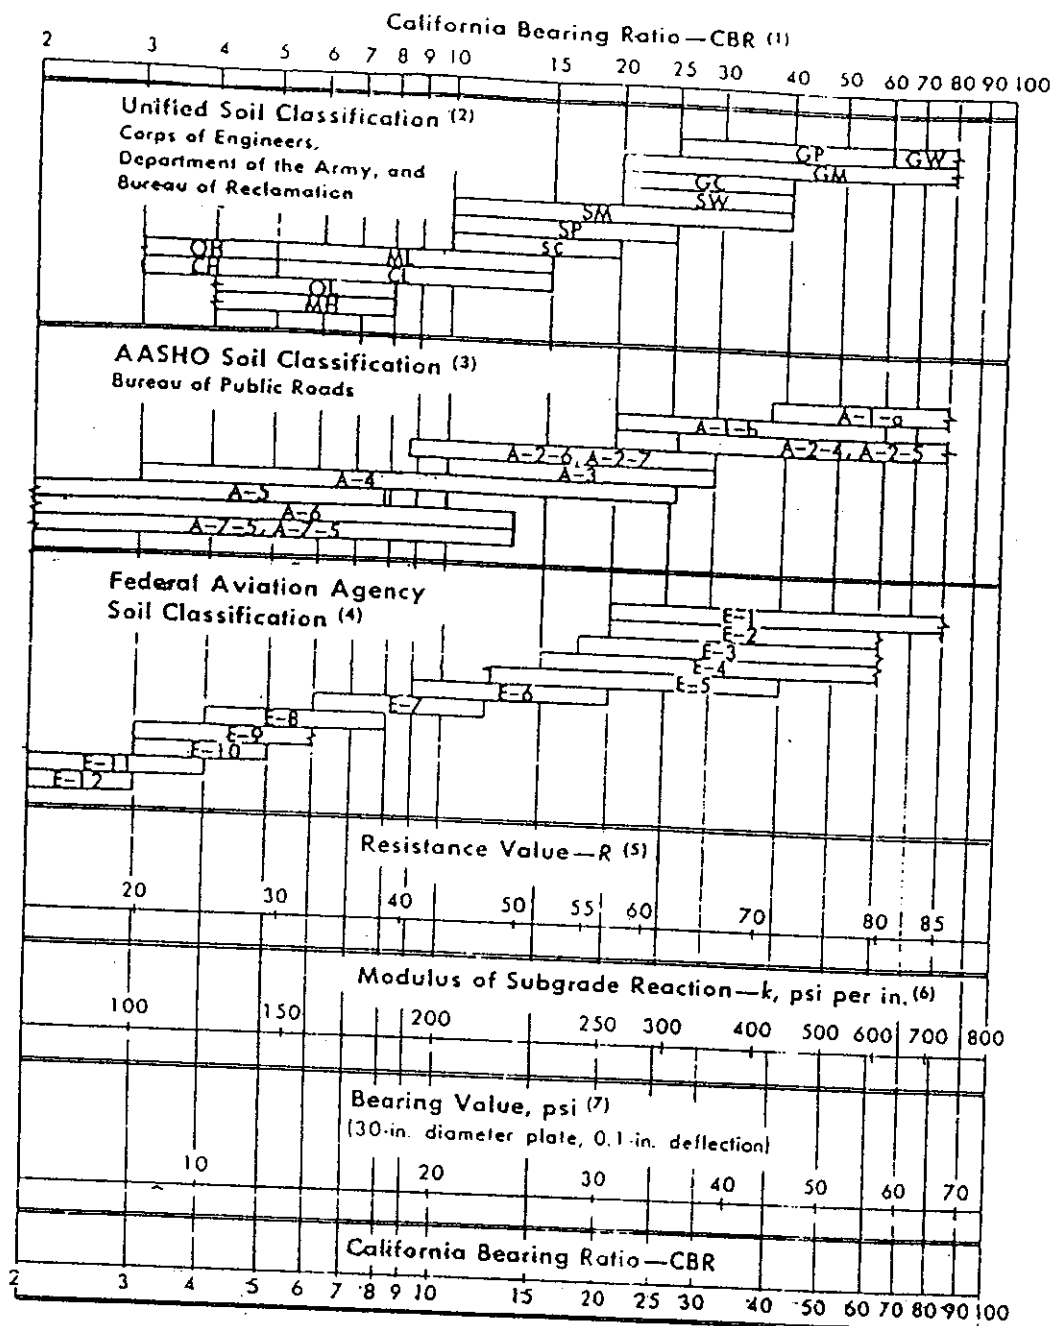 California Bearing Ratio—CBR (1)
2 3 4 5 6 7 8 9 10 15 20 25 30 40 50 60 70 80 90 100
Unified Soil Classification (2)
Corps of Engineers,
Department of the Army, and
Bureau of Reclamation
GP GW
GM
GC
SW
SM
SP
SC
OH ML
CH CL
OL
MH
AASHO Soil Classification (3)
Bureau of Public Roads
A-1-a
A-1-b
A-2-4, A-2-5
A-2-6, A-2-7
A-3
A-4
A-5
A-6
A-7-5, A-7-5
Federal Aviation Agency
Soil Classification (4)
E-1
E-2
E-3
E-4
E-5
E-6
E-7
E-8
E-9
E-10
E-11
E-12
Resistance Value—R (5)
20 30 40 50 55 60 70 80 85
Modulus of Subgrade Reaction—k, psi per in. (6)
100 150 200 250 300 400 500 600 700 800
Bearing Value, psi (7)
(30-in. diameter plate, 0.1-in. deflection)
10 20 30 40 50 60 70
California Bearing Ratio—CBR
2 3 4 5 6 7 8 9 10 15 20 25 30 40 50 60 70 80 90 100